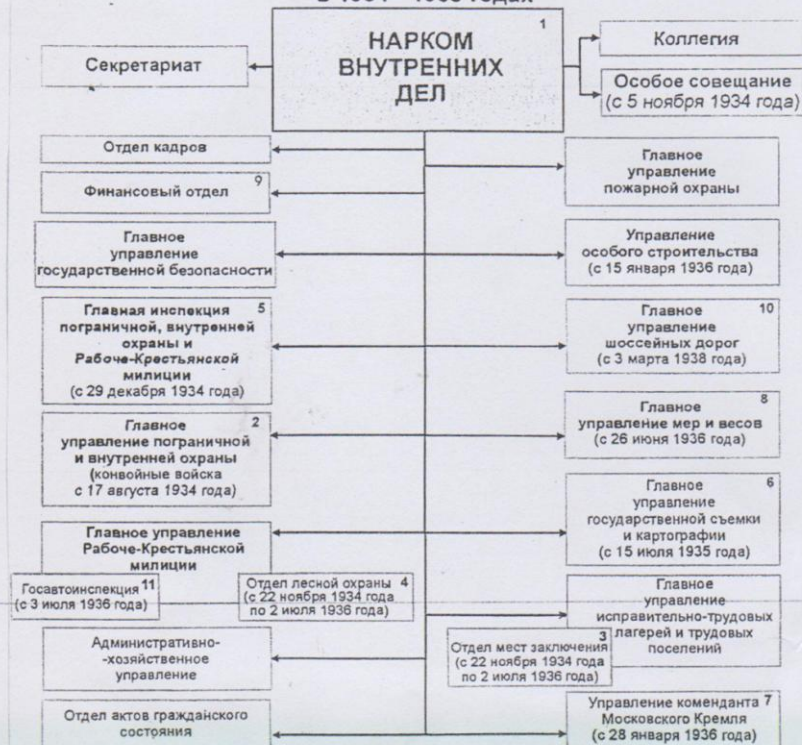 НАРКОМ
ВНУТРЕННИХ
ДЕЛ
1
Секретариат
Коллегия
Особое совещание
(с 5 ноября 1934 года)
Отдел кадров
Финансовый отдел
9
Главное
управление
государственной безопасности
Главная инспекция
5
пограничной, внутренней
охраны и
Рабоче-Крестьянской
милиции
(с 29 декабря 1934 года)
Главное
2
управление пограничной
и внутренней охраны
(конвойные войска
с 17 августа 1934 года)
Главное управление
Рабоче-Крестьянской
милиции
Госавтоинспекция 11
(с 3 июля 1936 года)
Отдел лесной охраны 4
(с 22 ноября 1934 года
по 2 июля 1936 года)
Административно-
-хозяйственное
управление
Отдел актов гражданского
состояния
Главное
управление
пожарной охраны
Управление
особого строительства
(с 15 января 1936 года)
Главное
10
управление
шоссейных дорог
(с 3 марта 1938 года)
Главное
8
управление мер и весов
(с 26 июня 1936 года)
Главное
6
управление
государственной съемки
и картографии
(с 15 июля 1935 года)
Главное
управление
исправительно-трудовых
лагерей и трудовых
поселений
3
Отдел мест заключения
(с 22 ноября 1934 года
по 2 июля 1936 года)
Управление коменданта 7
Московского Кремля
(с 28 января 1936 года)